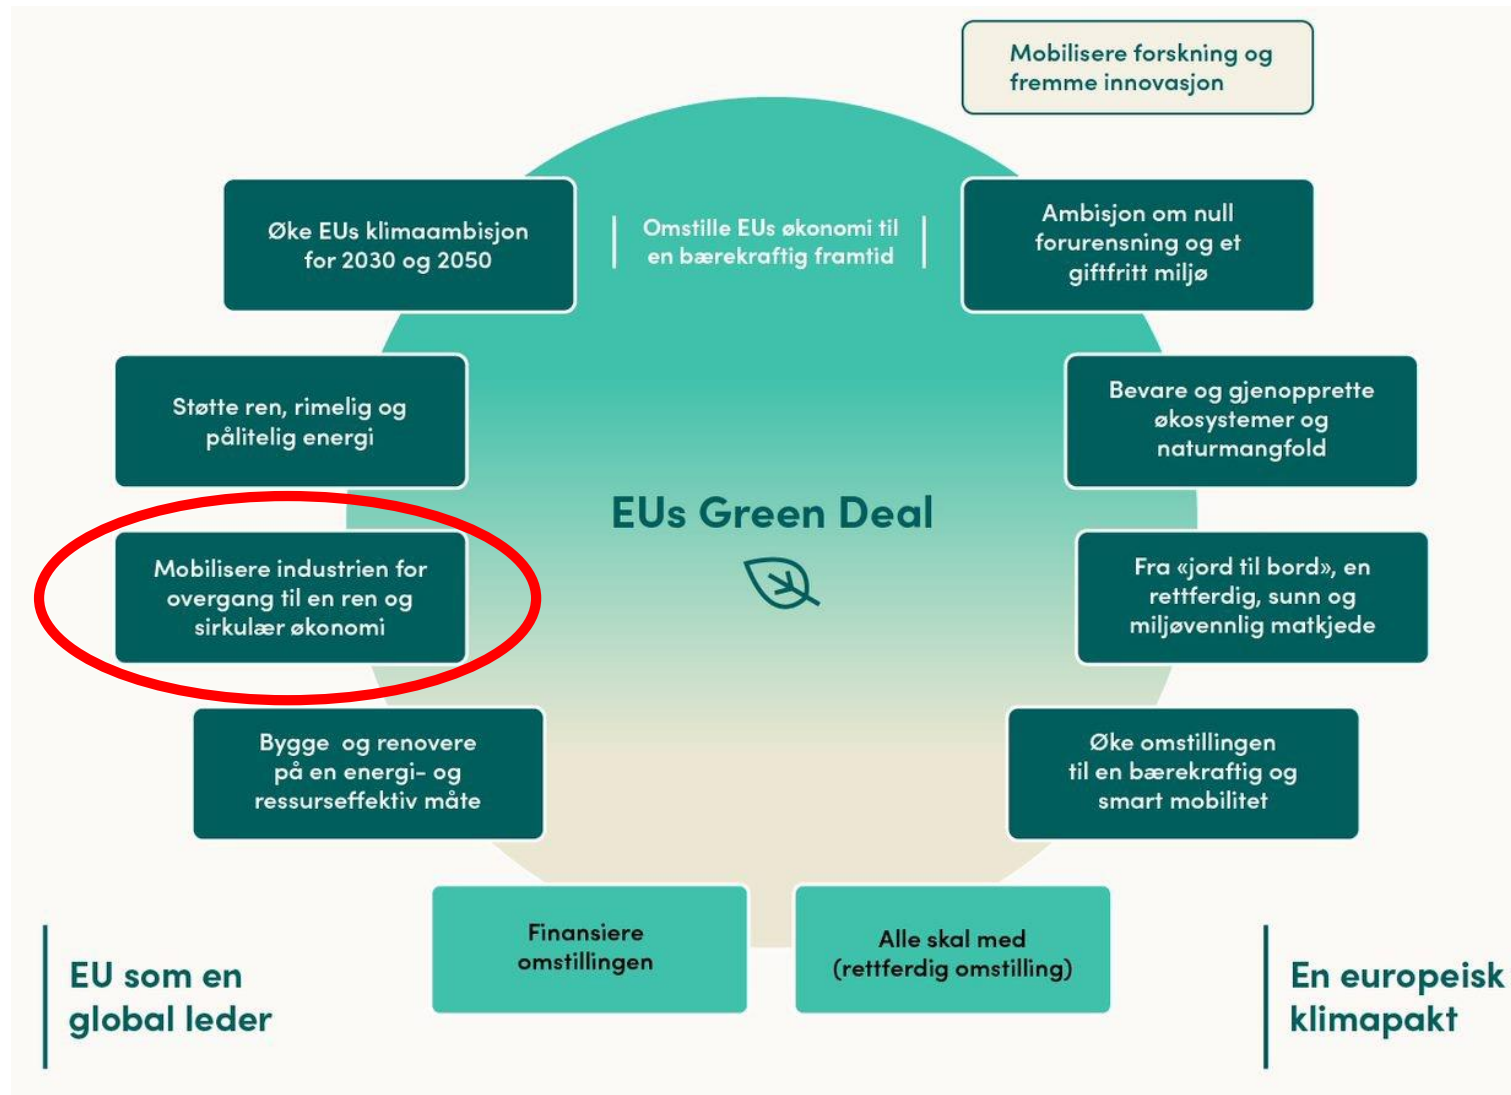 Mobilisere forskning og
fremme innovasjon
Øke EUs klimaambisjon
for 2030 og 2050
Omstille EUs økonomi til
en bærekraftig framtid
Ambisjon om null
forurensning og et
giftfritt miljø
Støtte ren, rimelig og
pålitelig energi
Bevare og gjenopprette
økosystemer og
naturmangfold
EUs Green Deal
Mobilisere industrien for
overgang til en ren og
sirkulær økonomi
Fra «jord til bord», en
rettferdig, sunn og
miljøvennlig matkjede
Bygge og renovere
på en energi- og
ressurseffektiv måte
Øke omstillingen
til en bærekraftig og
smart mobilitet
Finansiere
omstillingen
Alle skal med
(rettferdig omstilling)
EU som en
global leder
En europeisk
klimapakt